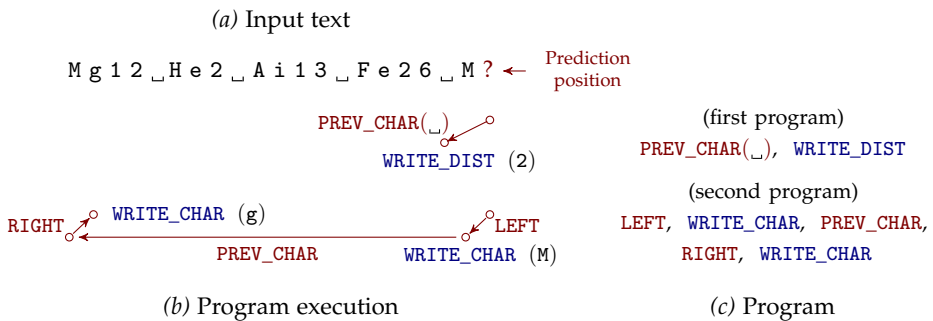 (a) Input text
M g 1 2 ␣ H e 2 ␣ A i 1 3 ␣ F e 2 6 ␣ M ?
Prediction
position
PREV_CHAR(␣)
WRITE_DIST (2)
RIGHT
WRITE_CHAR (g)
PREV_CHAR
LEFT
WRITE_CHAR (M)
(b) Program execution
(first program)
PREV_CHAR(␣), WRITE_DIST
(second program)
LEFT, WRITE_CHAR, PREV_CHAR,
RIGHT, WRITE_CHAR
(c) Program